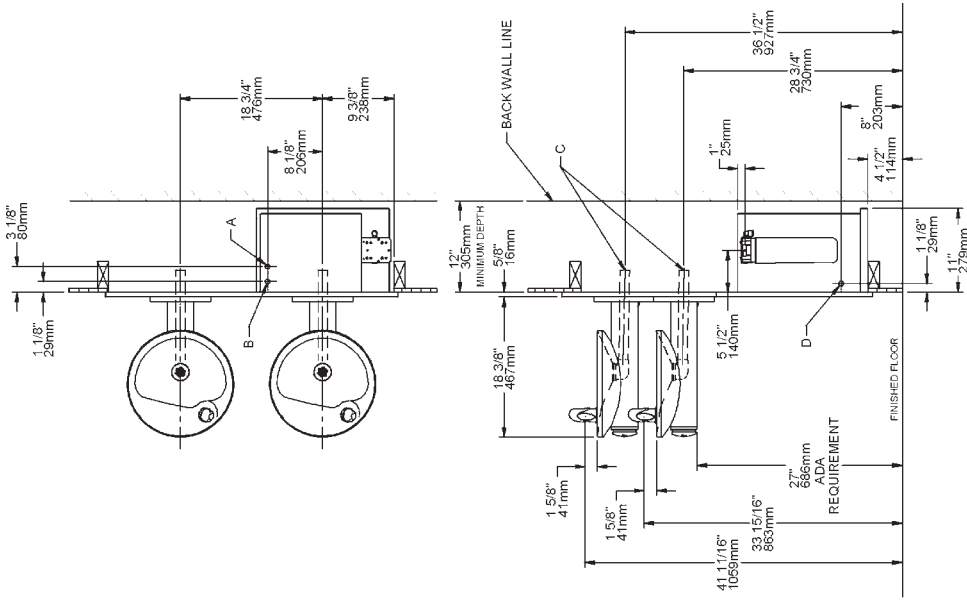 3 1/8"
80mm
1 1/8"
29mm
18 3/4"
476mm
8 1/8"
206mm
9 3/8"
238mm
A
B
BACK WALL LINE
12"
305mm
MINIMUM DEPTH
5/8"
16mm
18 3/8"
467mm
C
36 1/2"
927mm
28 3/4"
730mm
1"
25mm
8"
203mm
4 1/2"
114mm
1 1/8"
29mm
11"
279mm
5 1/2"
140mm
D
FINISHED FLOOR
1 5/8"
41mm
1 5/8"
41mm
27"
686mm
ADA
REQUIREMENT
33 15/16"
863mm
41 11/16"
1059mm